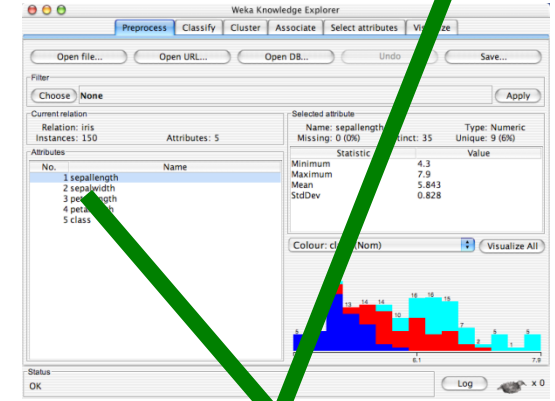 Weka Knowledge Explorer
Preprocess Classify Cluster Associate Select attributes
Open file... Open URL... Open DB... Undo Save...
Filter
Choose None Apply
Current relation
Relation: iris
Instances: 150 Attributes: 5
Attributes
No. Name
1 sepallength
2 sepalwidth
3
4
5 class
Selected attribute
Name: sepallength Type: Numeric
Missing: 0 (0%) 35 Unique: 9 (6%)
Statistic Value
Minimum 4.3
Maximum 7.9
Mean 5.843
StdDev 0.828
Colour: (Nom) Visualize All
13 14 14 10 16 16 15 7 2 5 1 5
6.1 7.9
Status
OK Log x 0